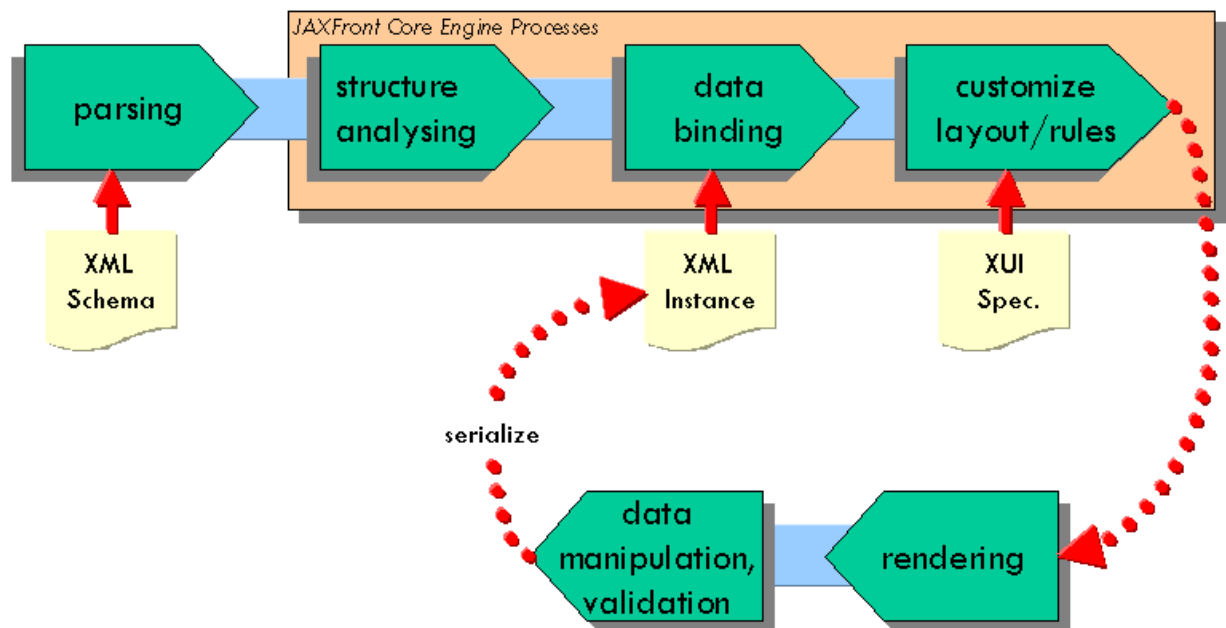 JAXFront Core Engine Processes
parsing
structure
analysing
data
binding
customize
layout/rules
XML
Schema
XML
Instance
XUI
Spec.
serialize
data
manipulation,
validation
rendering